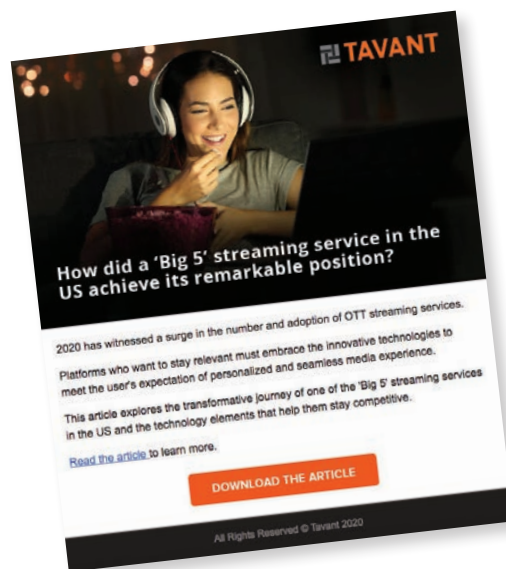 TAVANT
How did a 'Big 5' streaming service in the
US achieve its remarkable position?
2020 has witnessed a surge in the number and adoption of OTT streaming services.
Platforms who want to stay relevant must embrace the innovative technologies to
meet the user's expectation of personalized and seamless media experience.
This article explores the transformative journey of one of the 'Big 5' streaming services
in the US and the technology elements that help them stay competitive.
Read the article to learn more.
DOWNLOAD THE ARTICLE
All Rights Reserved © Tavant 2020